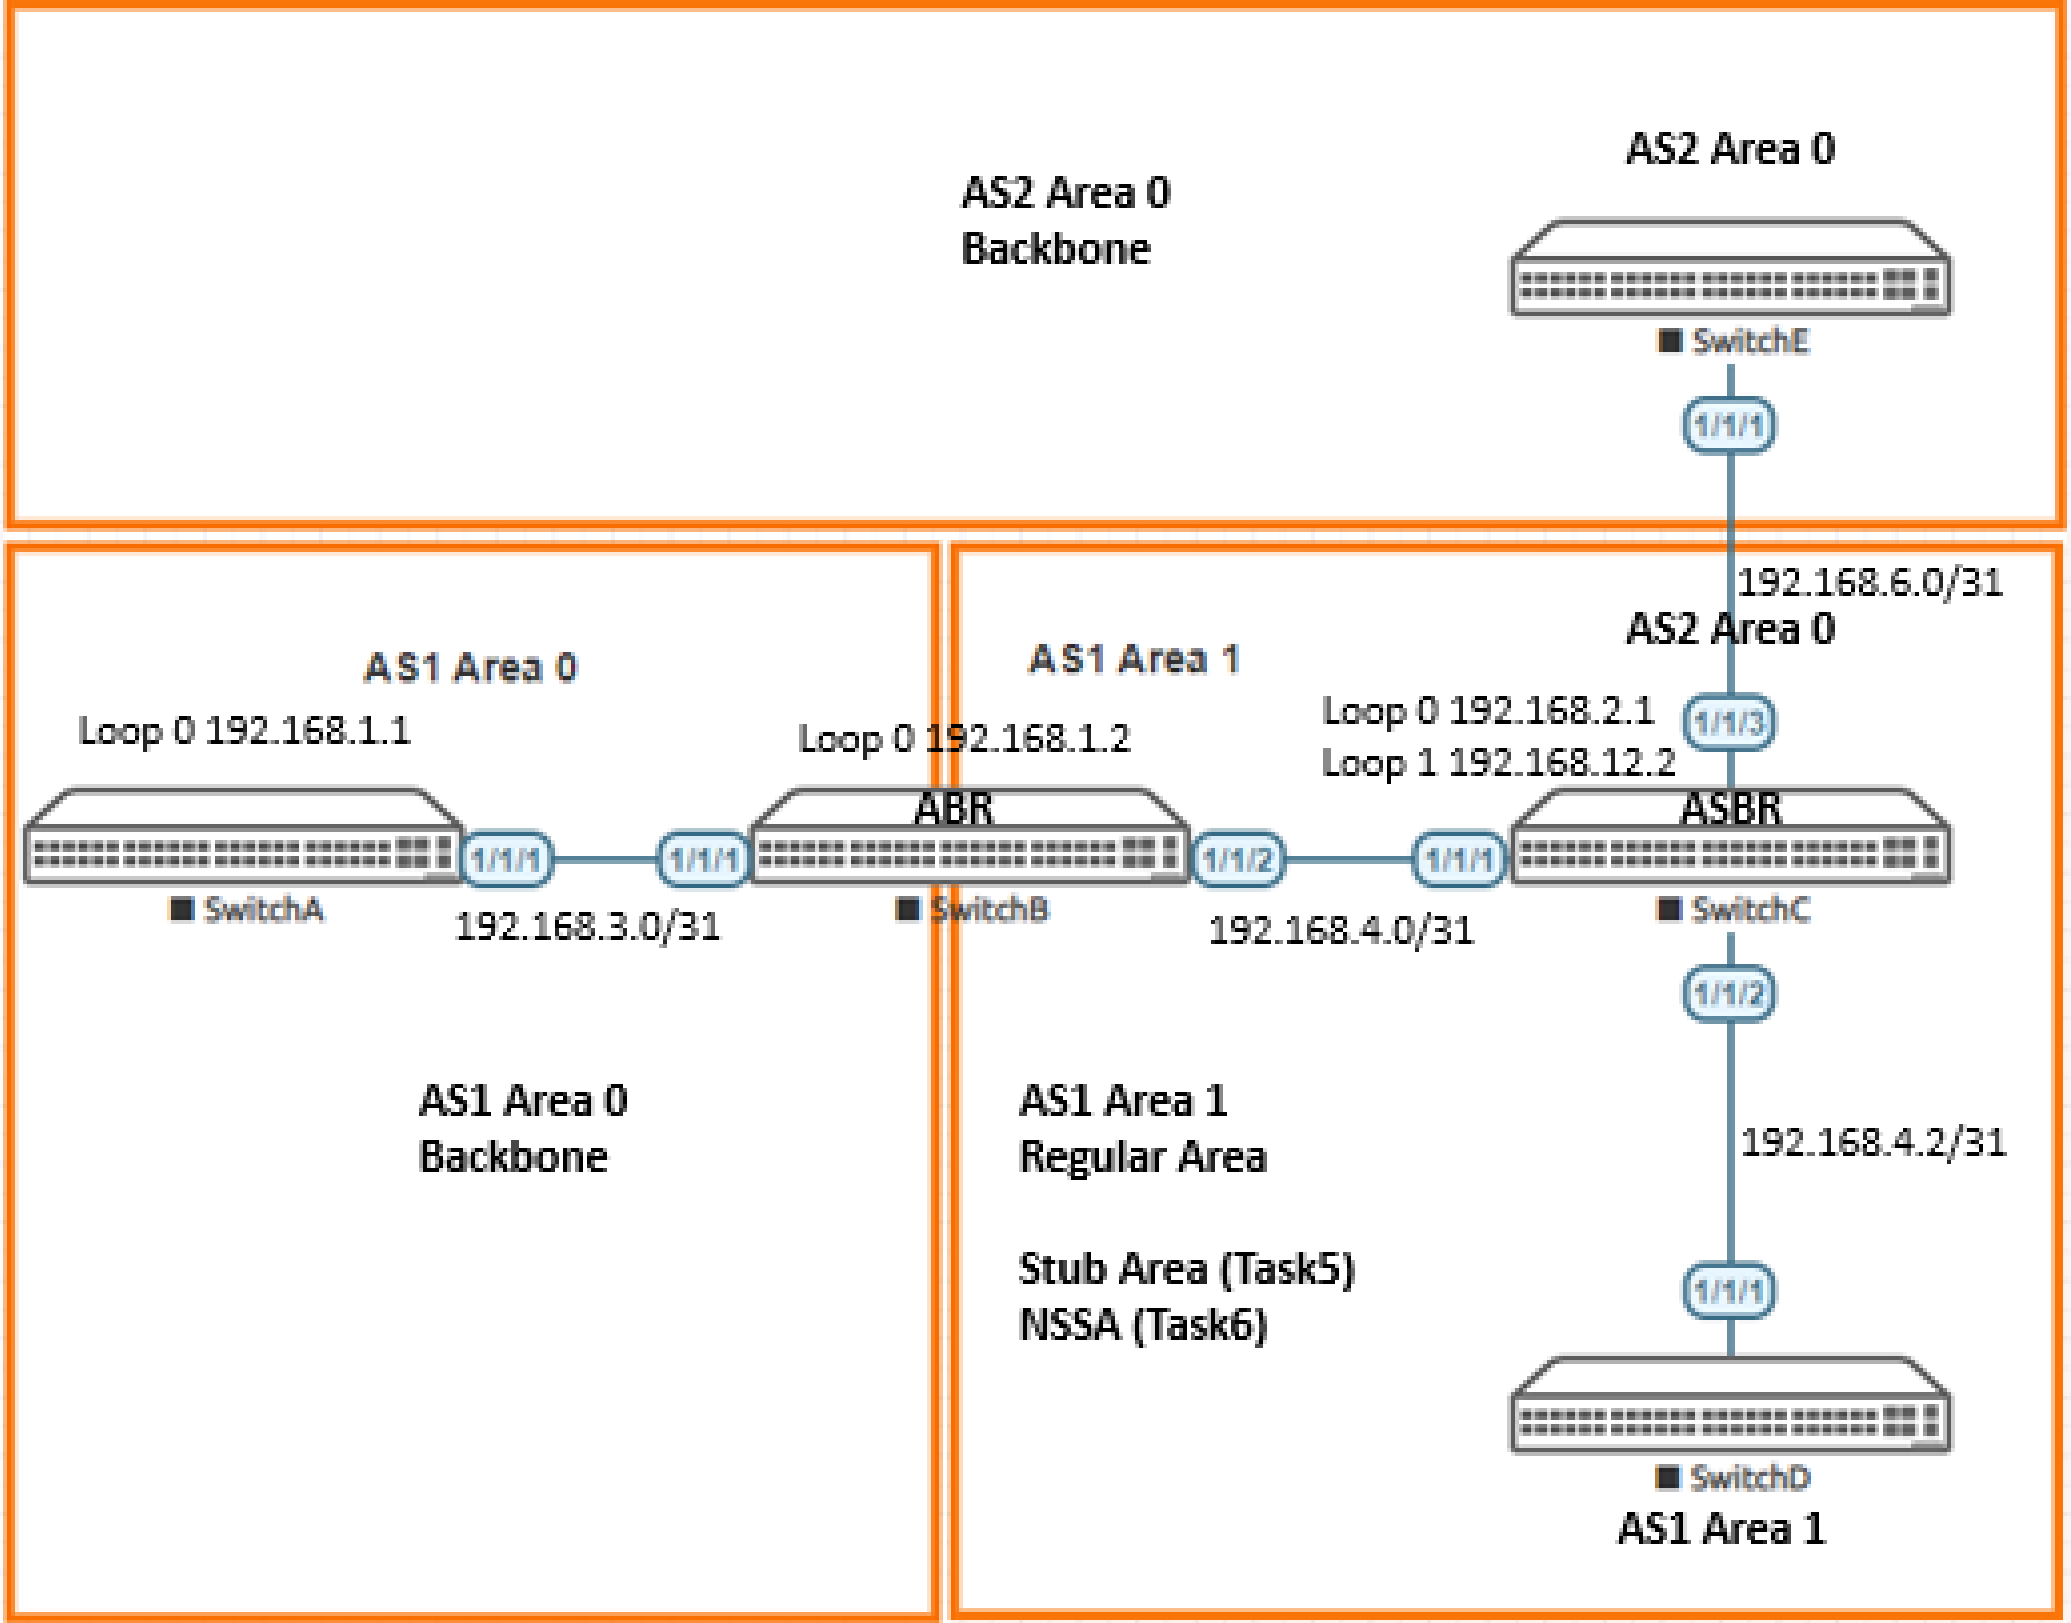 AS2 Area 0
AS2 Area 0
Backbone
SwitchE
1/1/1
192.168.6.0/31
AS2 Area 0
AS1 Area 0
AS1 Area 1
Loop 0 192.168.1.1
Loop 0 192.168.1.2
Loop 0 192.168.2.1
Loop 1 192.168.12.2
1/1/3
ABR
ASBR
1/1/1
1/1/1
1/1/2
1/1/1
SwitchA
SwitchB
SwitchC
192.168.3.0/31
192.168.4.0/31
1/1/2
AS1 Area 0
Backbone
AS1 Area 1
Regular Area
192.168.4.2/31
Stub Area (Task5)
NSSA (Task6)
1/1/1
SwitchD
AS1 Area 1